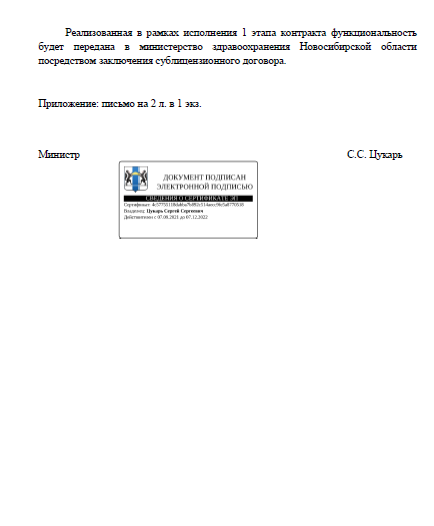 Реализованная в рамках исполнения 1 этапа контракта функциональность
будет передана в министерство здравоохранения Новосибирской области
посредством заключения сублицензионного договора.
Приложение: письмо на 2 л. в 1 экз.
Министр С.С. Цукарь
ДОКУМЕНТ ПОДПИСАН
ЭЛЕКТРОННОЙ ПОДПИСЬЮ
СВЕДЕНИЯ О СЕРТИФИКАТЕ ЭП
Сертификат:
Владелец: Цукарь Сергей Сергеевич
Действителен с 07.09.2021 до 07.12.2022